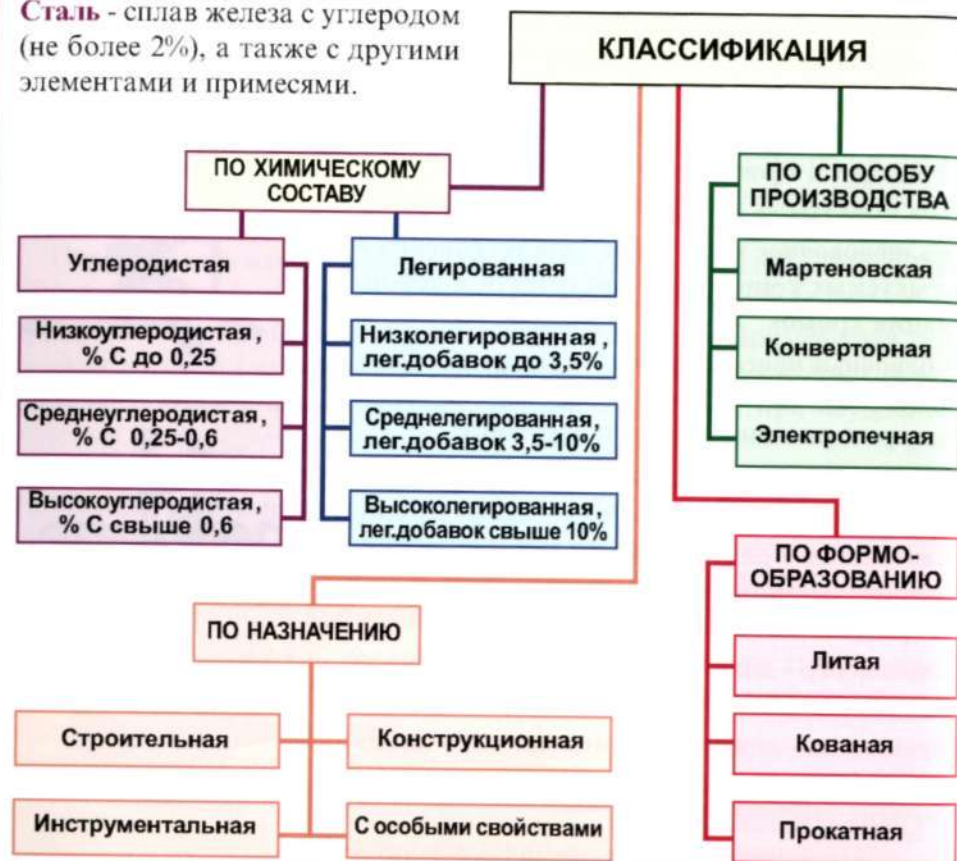 Сталь - сплав железа с углеродом
(не более 2%), а также с другими
элементами и примесями.
КЛАССИФИКАЦИЯ
ПО ХИМИЧЕСКОМУ
СОСТАВУ
Углеродистая
Низкоуглеродистая,
% С до 0,25
Среднеуглеродистая,
% С 0,25-0,6
Высокоуглеродистая,
% С свыше 0,6
Легированная
Низколегированная,
лег.добавок до 3,5%
Среднелегированная,
лег.добавок 3,5-10%
Высоколегированная,
лег.добавок свыше 10%
ПО СПОСОБУ
ПРОИЗВОДСТВА
Мартеновская
Конверторная
Электропечная
ПО НАЗНАЧЕНИЮ
Строительная
Конструкционная
Инструментальная
С особыми свойствами
ПО ФОРМО-
ОБРАЗОВАНИЮ
Литая
Кованая
Прокатная